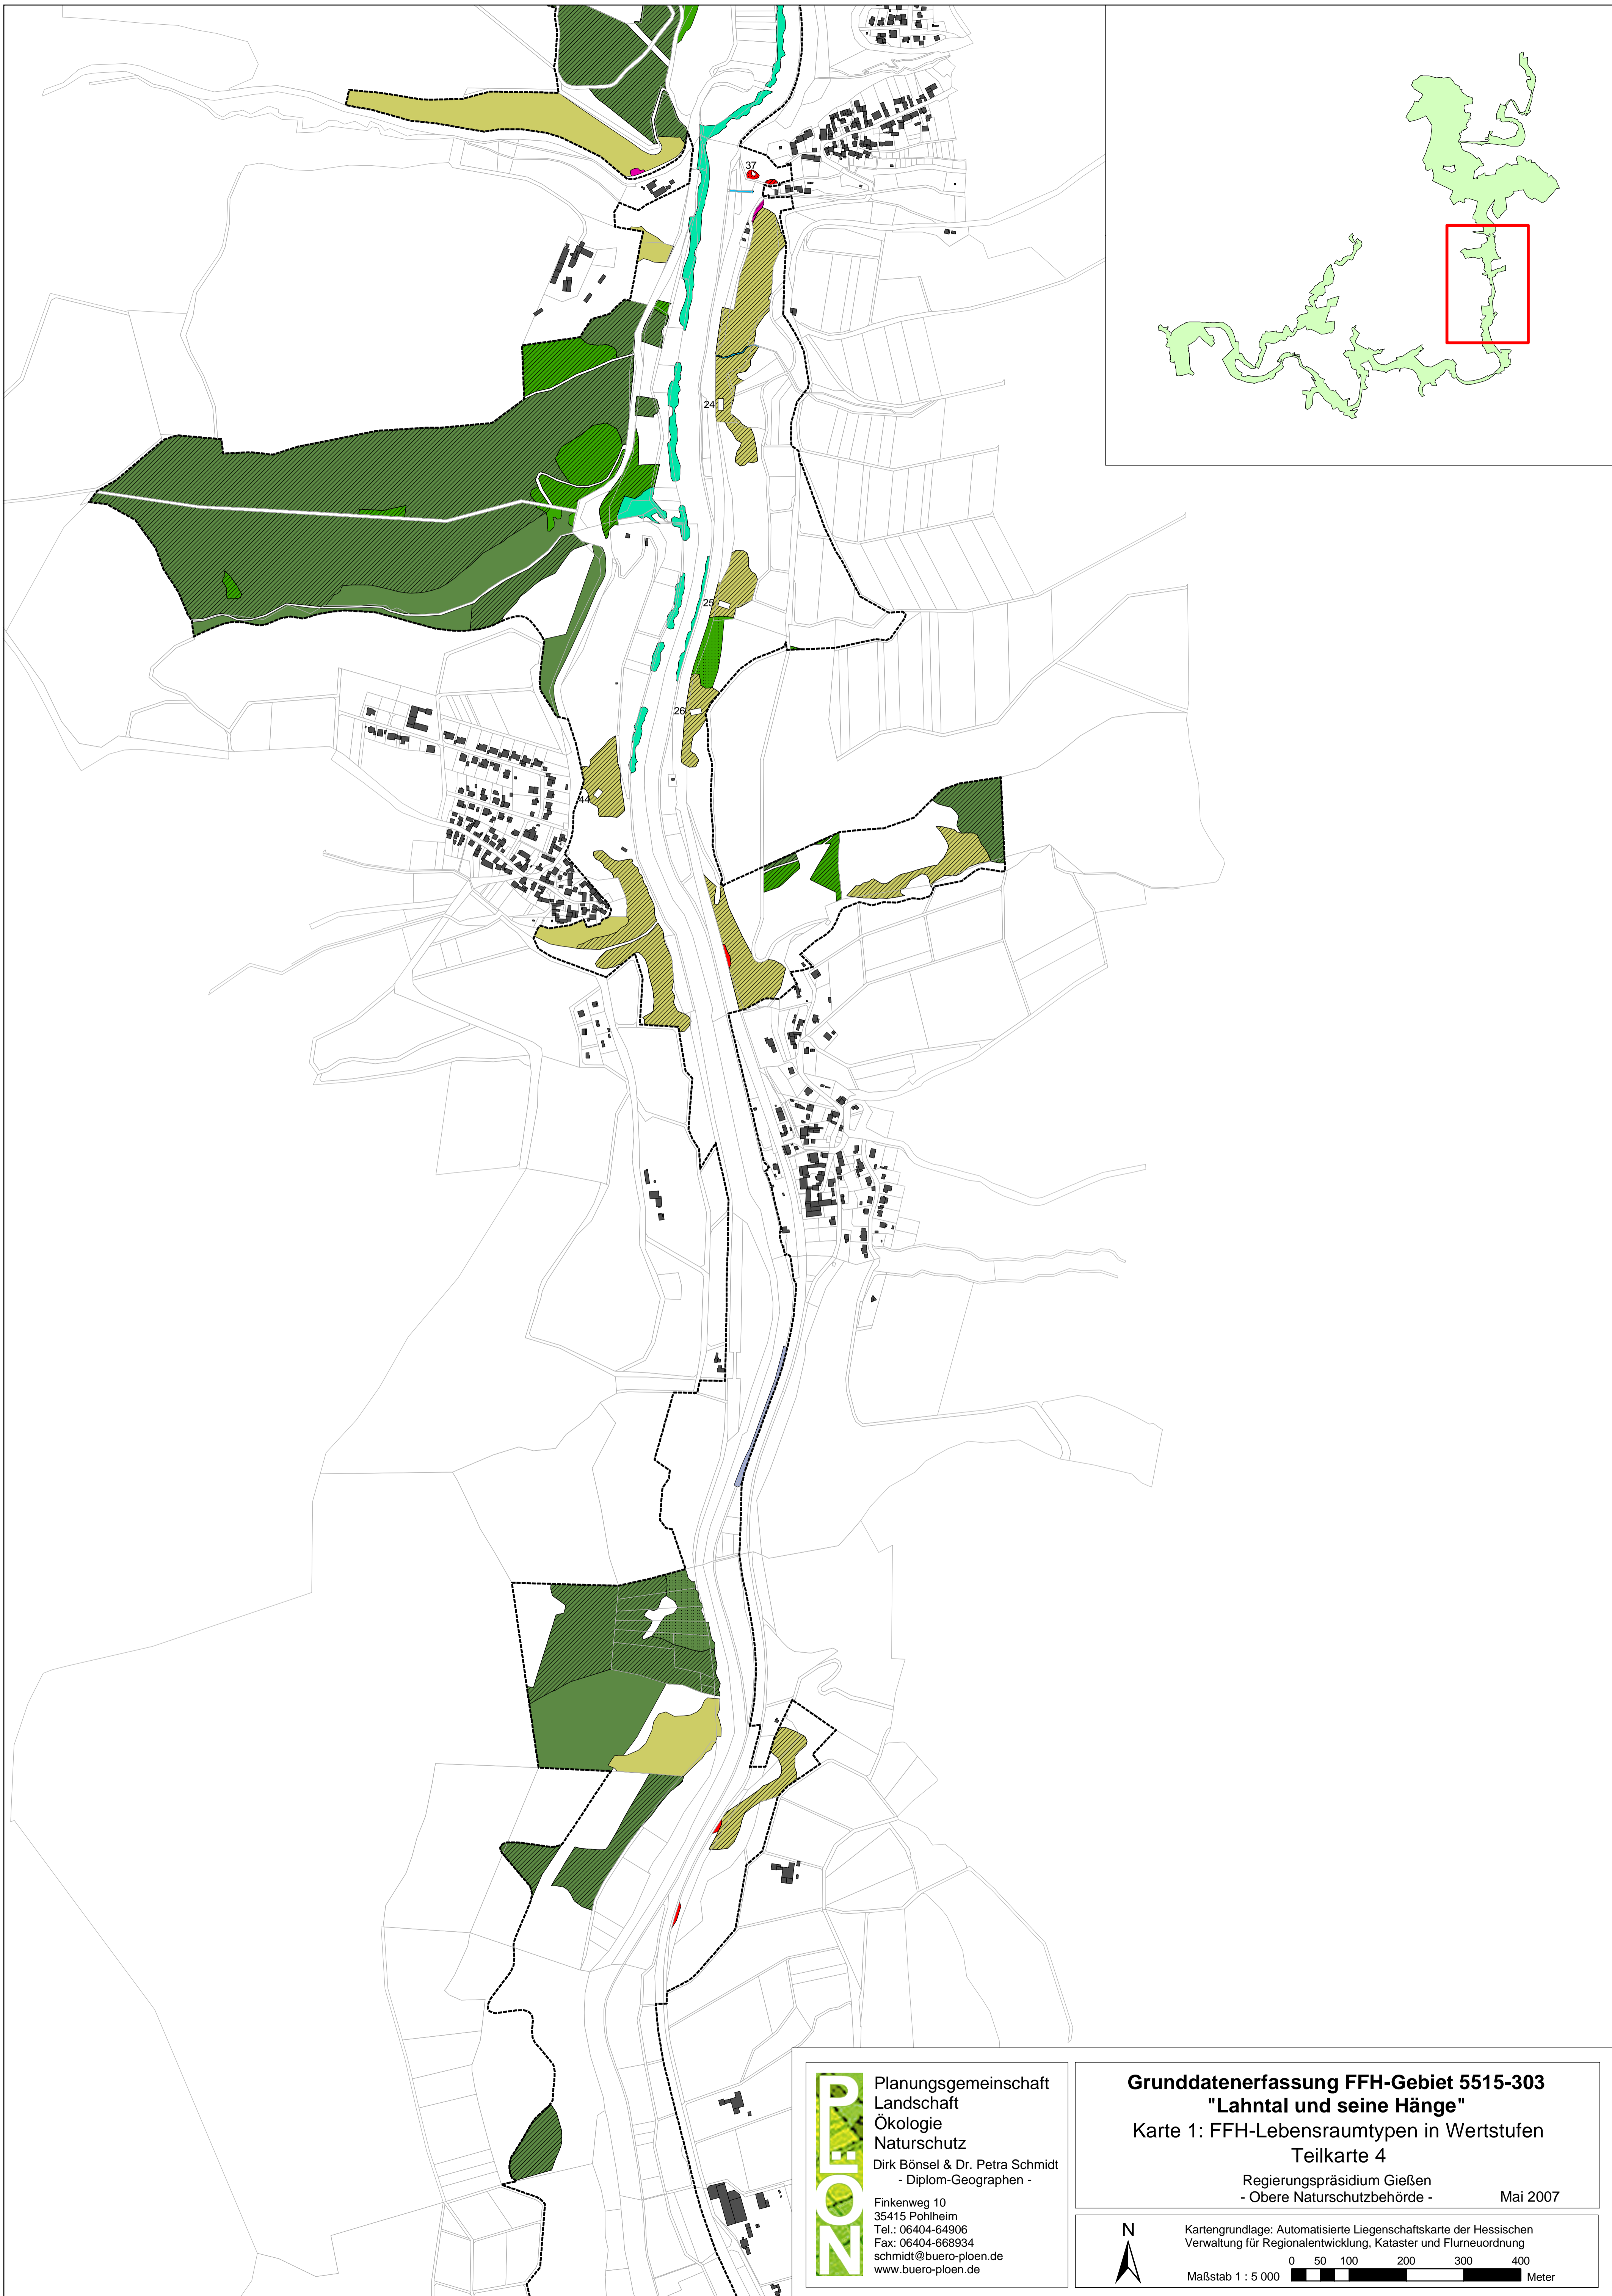 37
24
25
26
44
PLÖN
Planungsgemeinschaft
Landschaft
Ökologie
Naturschutz
Dirk Bönsel & Dr. Petra Schmidt
- Diplom-Geographen -
Finkenweg 10
35415 Pohlheim
Tel.: 06404-64906
Fax: 06404-668934
schmidt@buero-ploen.de
www.buero-ploen.de
Grunddatenerfassung FFH-Gebiet 5515-303
"Lahntal und seine Hänge"
Karte 1: FFH-Lebensraumtypen in Wertstufen
Teilkarte 4
Regierungspräsidium Gießen
- Obere Naturschutzbehörde - Mai 2007
N
Kartengrundlage: Automatisierte Liegenschaftskarte der Hessischen
Verwaltung für Regionalentwicklung, Kataster und Flurneuordnung
0 50 100 200 300 400
Maßstab 1 : 5 000 Meter